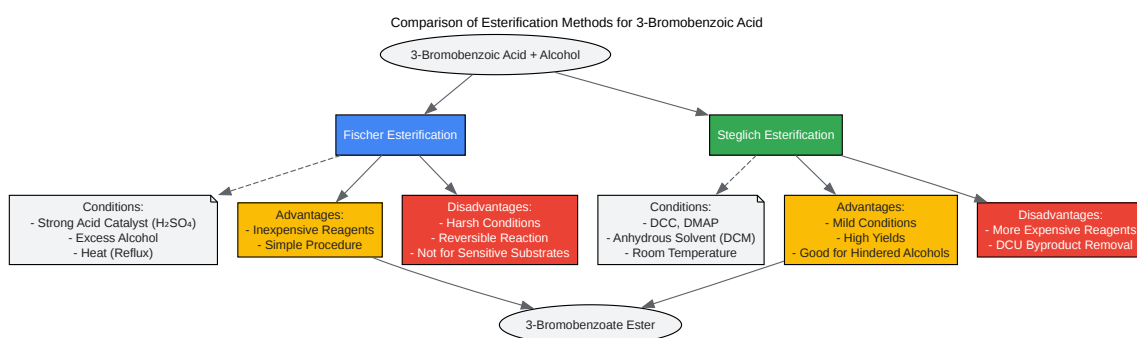 Comparison of Esterification Methods for 3-Bromobenzoic Acid
3-Bromobenzoic Acid + Alcohol
Fischer Esterification
Steglich Esterification
Conditions:
- Strong Acid Catalyst (H₂SO₄)
- Excess Alcohol
- Heat (Reflux)
Advantages:
- Inexpensive Reagents
- Simple Procedure
Disadvantages:
- Harsh Conditions
- Reversible Reaction
- Not for Sensitive Substrates
Conditions:
- DCC, DMAP
- Anhydrous Solvent (DCM)
- Room Temperature
Advantages:
- Mild Conditions
- High Yields
- Good for Hindered Alcohols
Disadvantages:
- More Expensive Reagents
- DCU Byproduct Removal
3-Bromobenzoate Ester